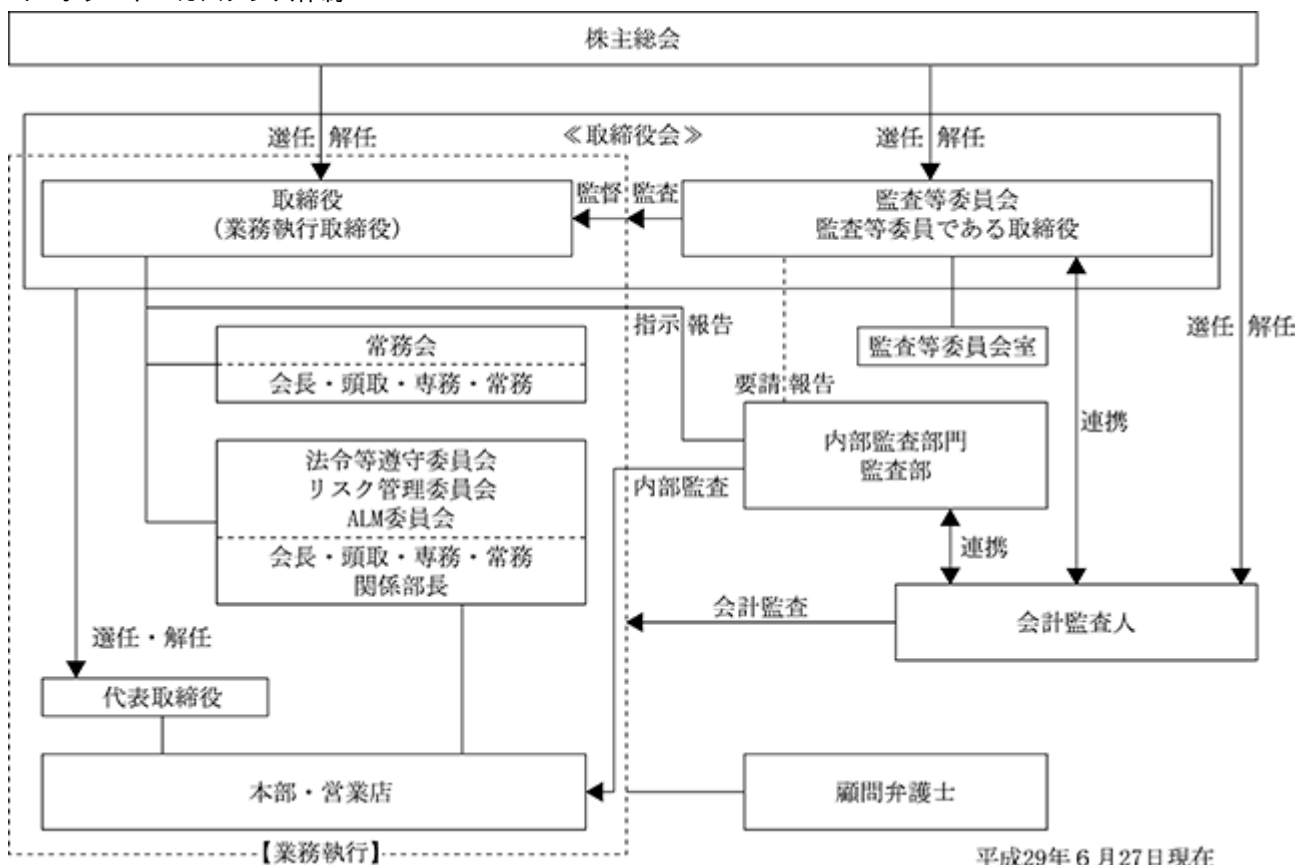 株主総会
選任 解任
≪取締役会≫
選任 解任
取締役
(業務執行取締役)
監督 監査
監査等委員会
監査等委員である取締役
指示 報告
選任 解任
常務会
会長・頭取・専務・常務
監査等委員会室
要請 報告
法令等遵守委員会
リスク管理委員会
ALM委員会
会長・頭取・専務・常務
関係部長
内部監査
内部監査部門
監査部
連携
連携
会計監査
会計監査人
選任・解任
代表取締役
本部・営業店
顧問弁護士
【業務執行】
平成29年6月27日現在